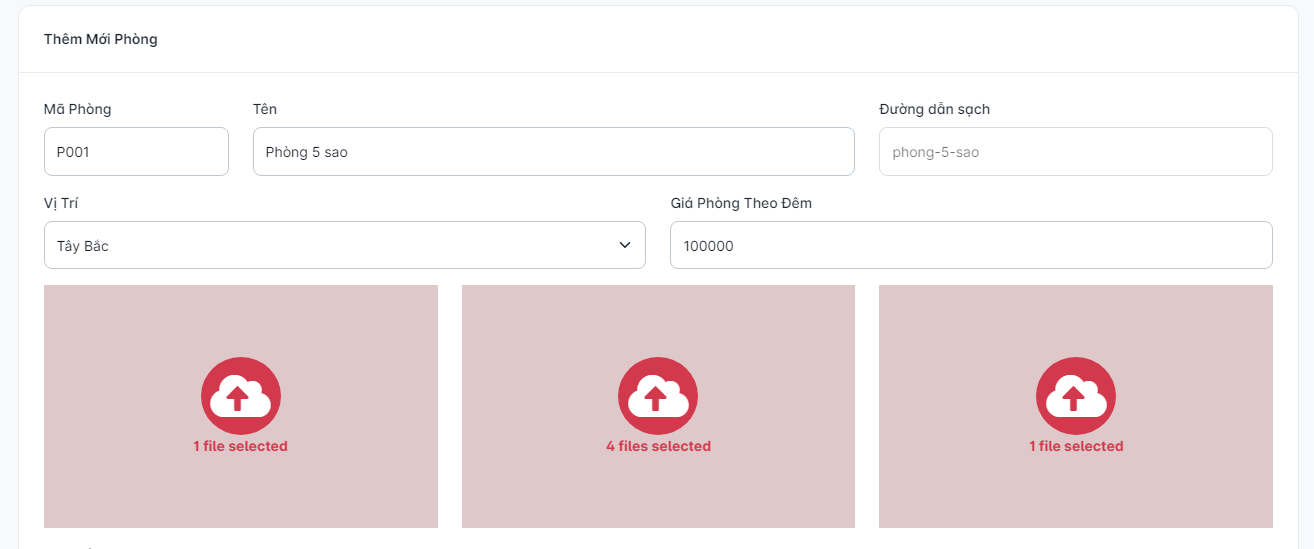 Thêm Mới Phòng
Mã Phòng
Tên
Đường dẫn sạch
P001
Phòng 5 sao
phong-5-sao
Vị Trí
Giá Phòng Theo Đêm
Tây Bắc
100000
1 file selected
4 files selected
1 file selected